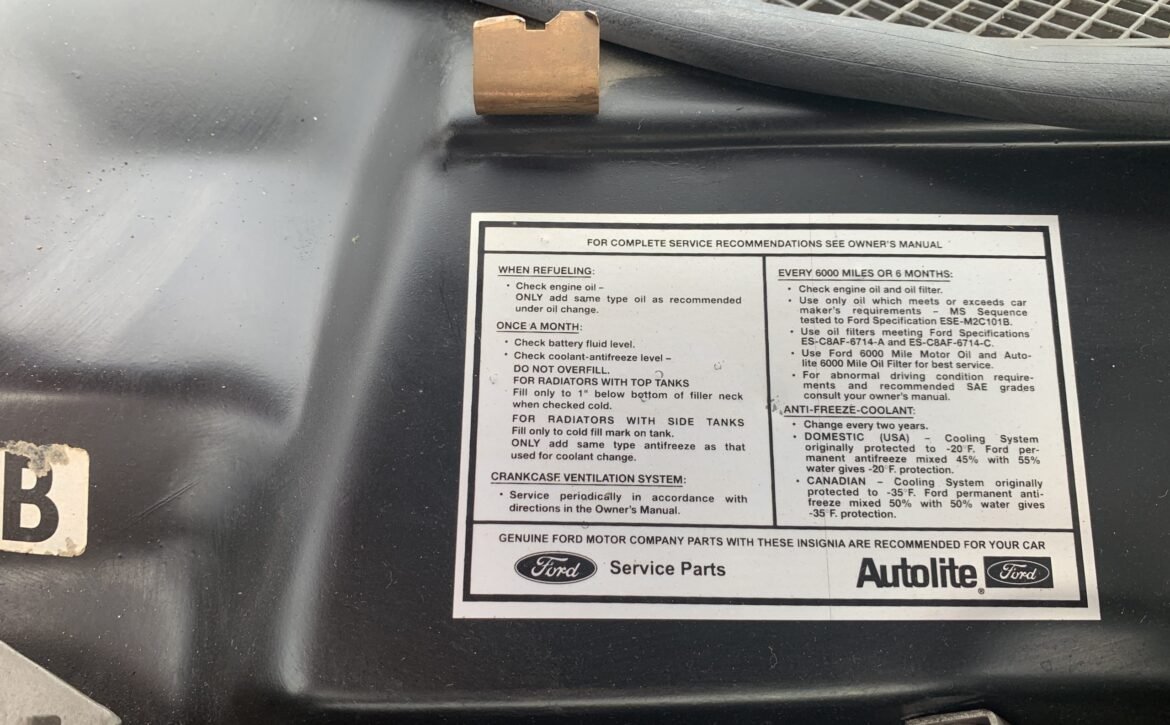 FOR COMPLETE SERVICE RECOMMENDATIONS SEE OWNER'S MANUAL
WHEN REFUELING:
• Check engine oil –
ONLY add same type oil as recommended
under oil change.
ONCE A MONTH:
• Check battery fluid level.
• Check coolant-antifreeze level –
DO NOT OVERFILL.
FOR RADIATORS WITH TOP TANKS
Fill only to 1" below bottom of filler neck
when checked cold.
FOR RADIATORS WITH SIDE TANKS
Fill only to cold fill mark on tank.
ONLY add same type antifreeze as that
used for coolant change.
CRANKCASE VENTILATION SYSTEM:
• Service periodically in accordance with
directions in the Owner's Manual.
EVERY 6000 MILES OR 6 MONTHS:
• Check engine oil and oil filter.
• Use only oil which meets or exceeds car
maker's requirements – MS Sequence
tested to Ford Specification ESE-M2C101B.
• Use oil filters meeting Ford Specifications
ES-C8AF-6714-A and ES-C8AF-6714-C.
• Use Ford 6000 Mile Motor Oil and Auto-
lite 6000 Mile Oil Filter for best service.
• For abnormal driving condition require-
ments and recommended SAE grades
consult your owner's manual.
ANTI-FREEZE-COOLANT:
• Change every two years.
• DOMESTIC (USA) – Cooling System
originally protected to -20°F. Ford per-
manent antifreeze mixed 45% with 55%
water gives -20°F. protection.
• CANADIAN – Cooling System originally
protected to -35°F. Ford permanent anti-
freeze mixed 50% with 50% water gives
-35°F. protection.
GENUINE FORD MOTOR COMPANY PARTS WITH THESE INSIGNIA ARE RECOMMENDED FOR YOUR CAR
Ford Service Parts
Autolite® Ford
B